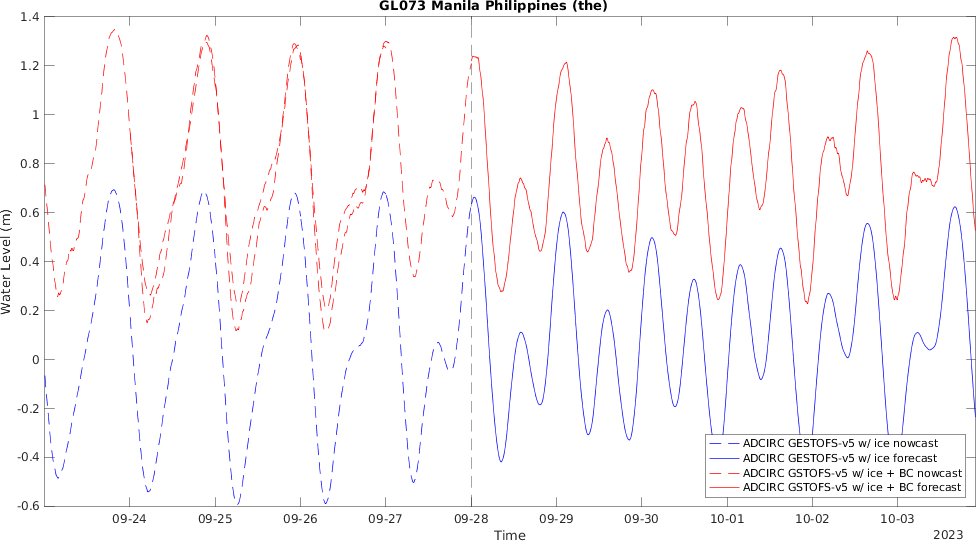 GL073 Manila Philippines (the)
Water Level (m)
1.4
1.2
1
0.8
0.6
0.4
0.2
0
-0.2
-0.4
-0.6
ADCIRC GESTOFS-v5 w/ ice nowcast
ADCIRC GESTOFS-v5 w/ ice forecast
ADCIRC GSTOFS-v5 w/ ice + BC nowcast
ADCIRC GSTOFS-v5 w/ ice + BC forecast
09-24 09-25 09-26 09-27 09-28 09-29 09-30 10-01 10-02 10-03
Time
2023